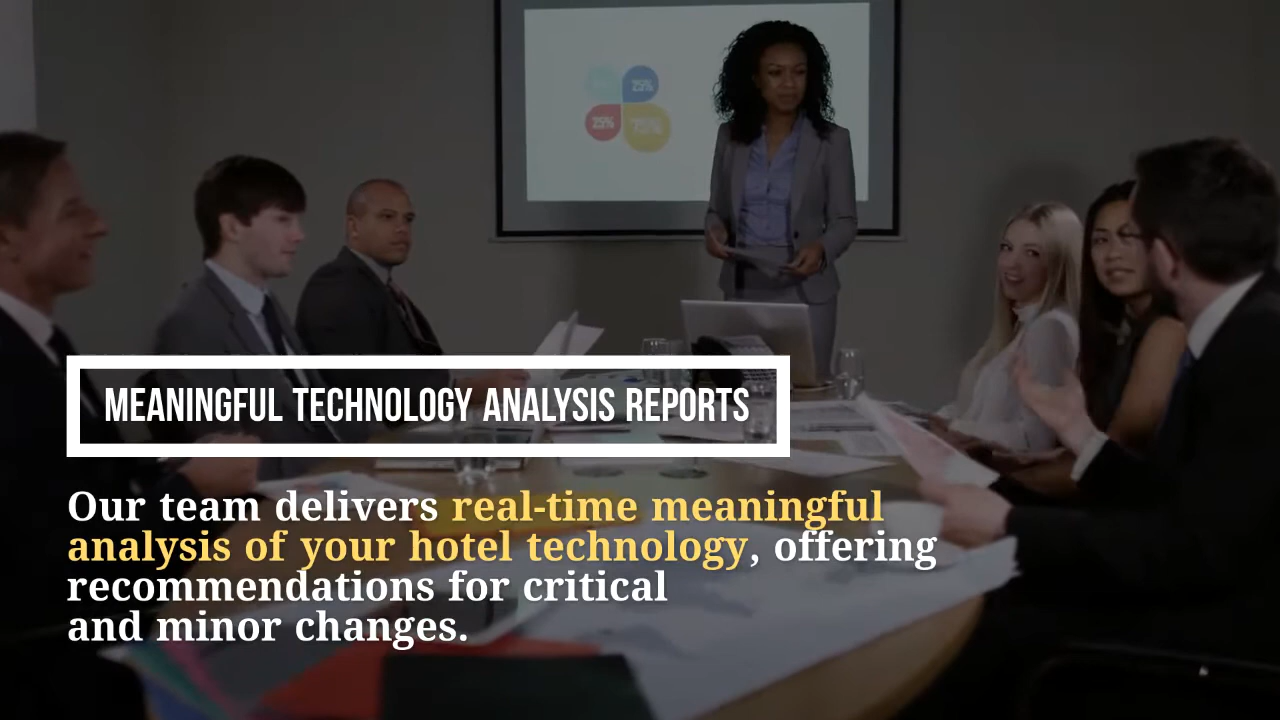 MEANINGFUL TECHNOLOGY ANALYSIS REPORTS
Our team delivers real-time meaningful
analysis of your hotel technology, offering
recommendations for critical
and minor changes.